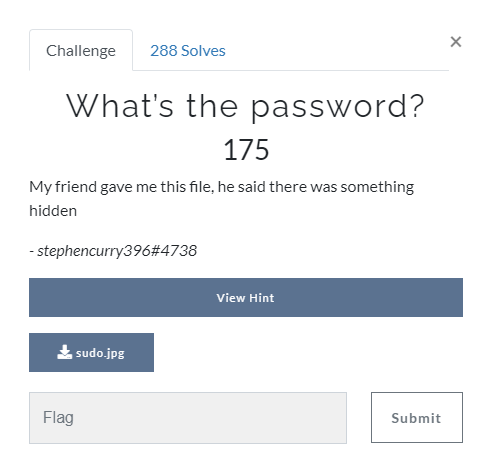 Challenge
288 Solves
×
What's the password?
175
My friend gave me this file, he said there was something
hidden
- stephencurry396#4738
View Hint
sudo.jpg
Flag
Submit